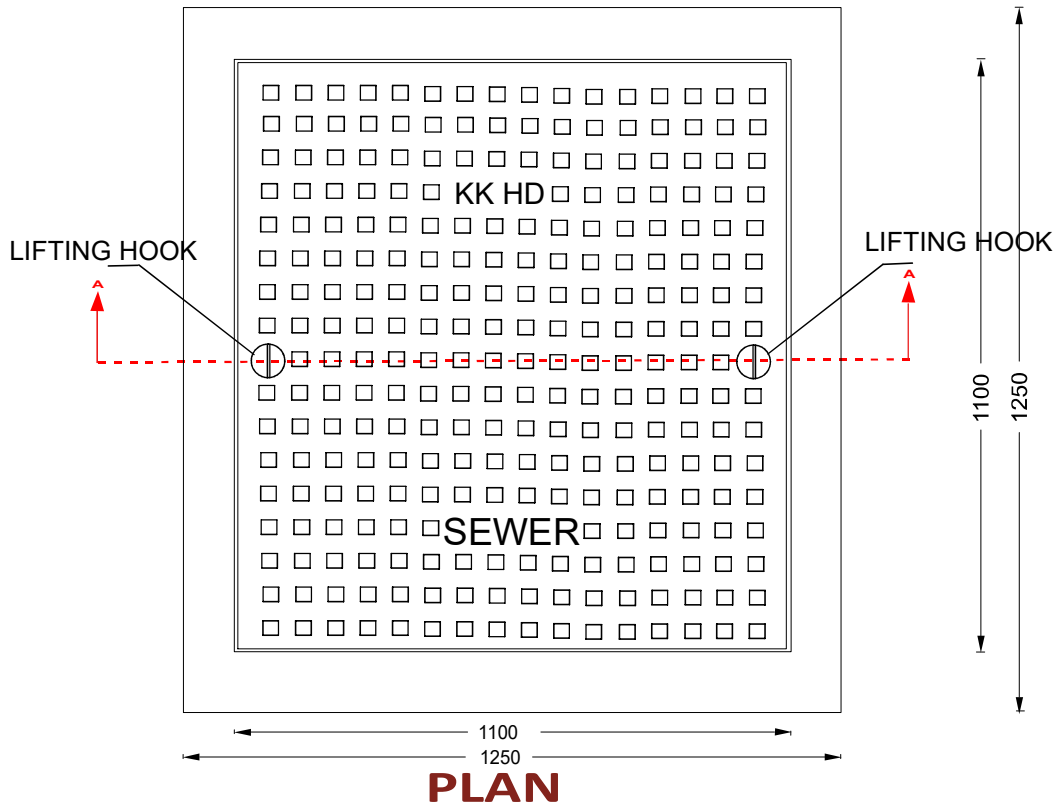 KK HD
LIFTING HOOK
LIFTING HOOK
A
A
1100
1250
SEWER
1100
1250
PLAN